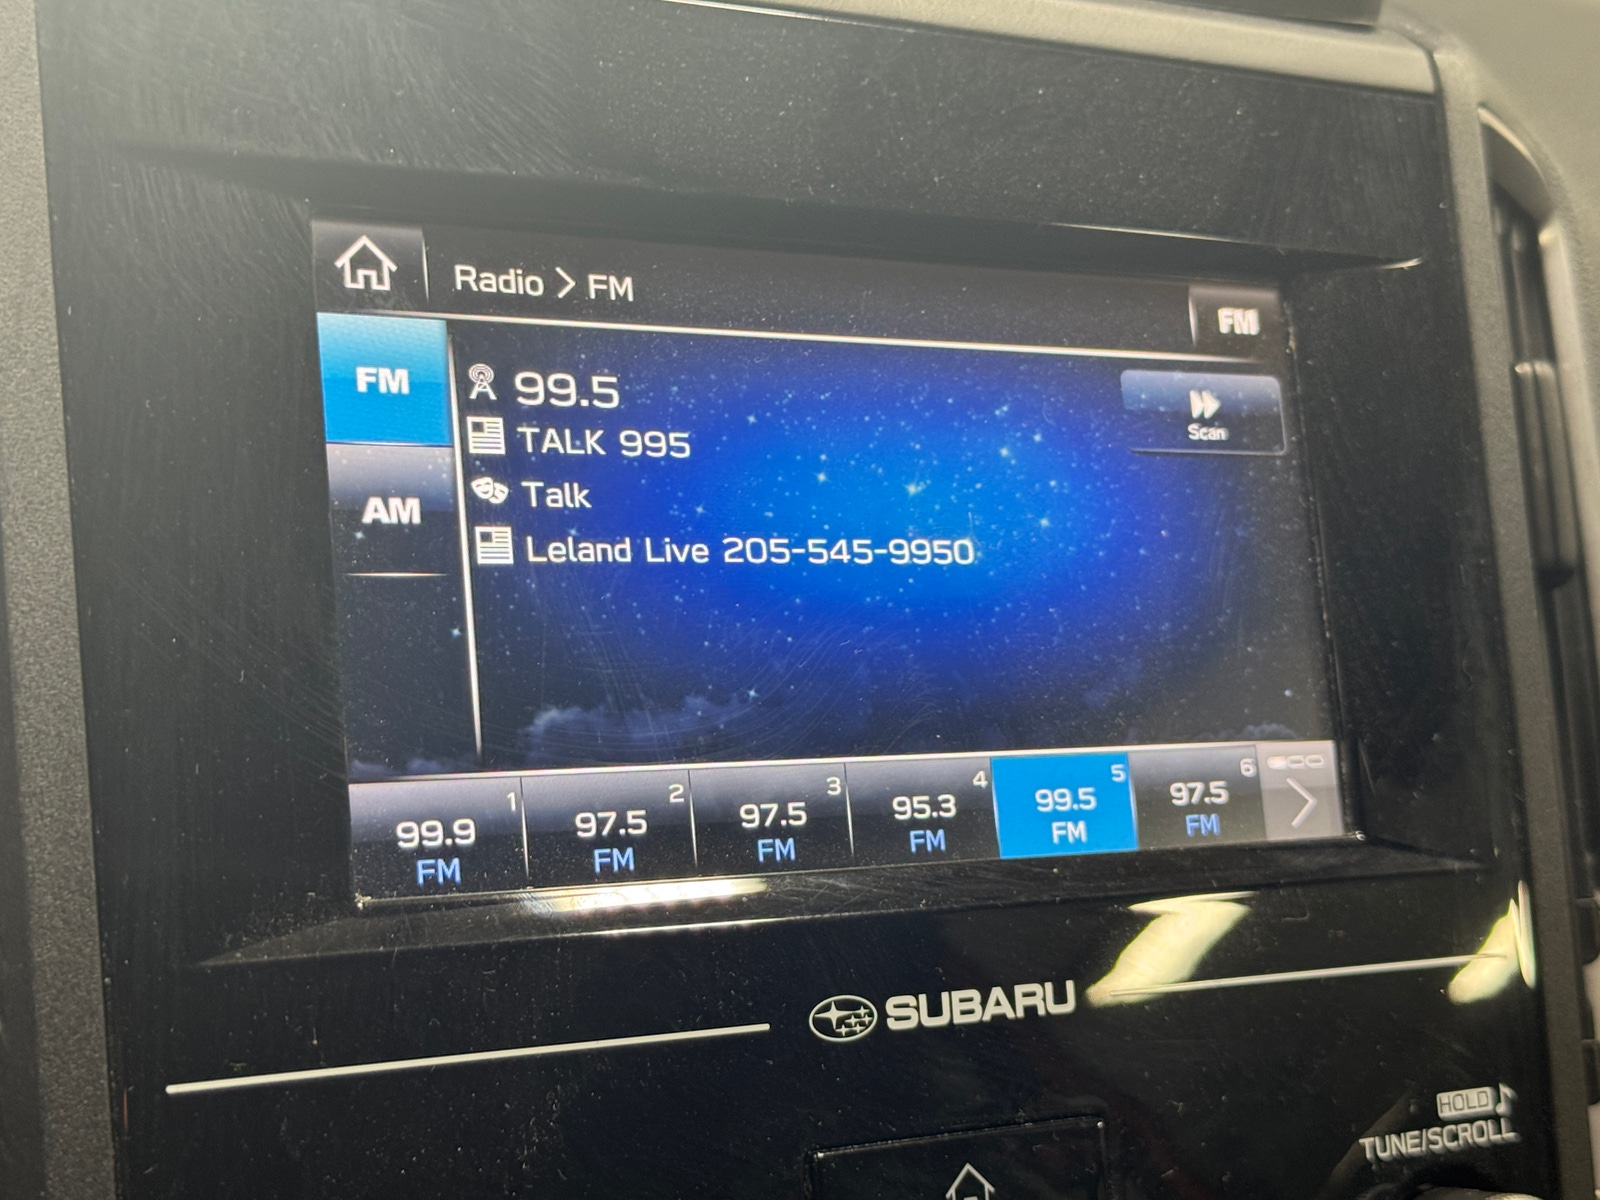 Radio > FM
FM
FM
99.5
Scan
TALK 995
AM
Talk
Leland Live 205-545-9950
1 2 3 4 5 6
99.9 97.5 97.5 95.3 99.5 97.5
FM FM FM FM FM FM
SUBARU
HOLD
TUNE/SCROLL